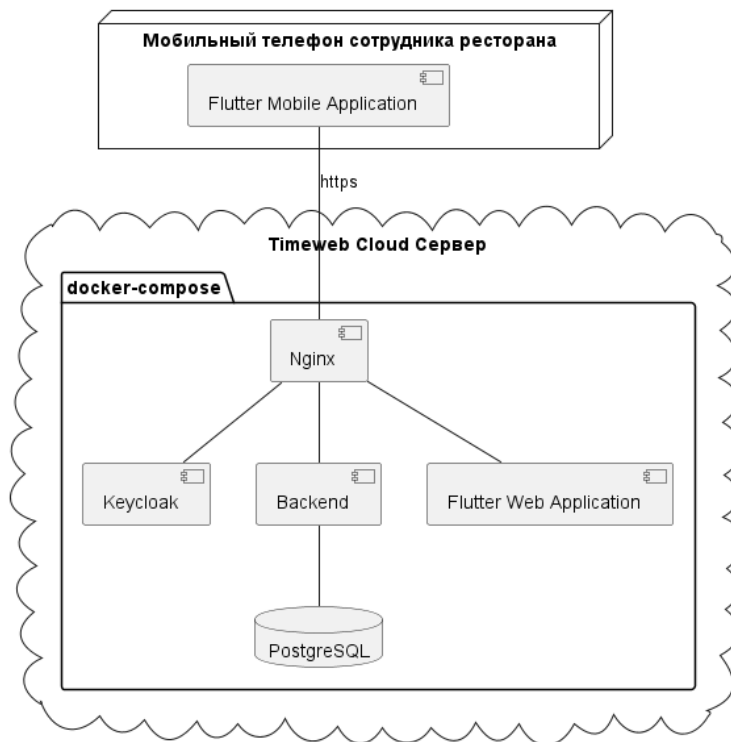 Мобильный телефон сотрудника ресторана
Flutter Mobile Application
https
Timeweb Cloud Сервер
docker-compose
Nginx
Keycloak
Backend
Flutter Web Application
PostgreSQL